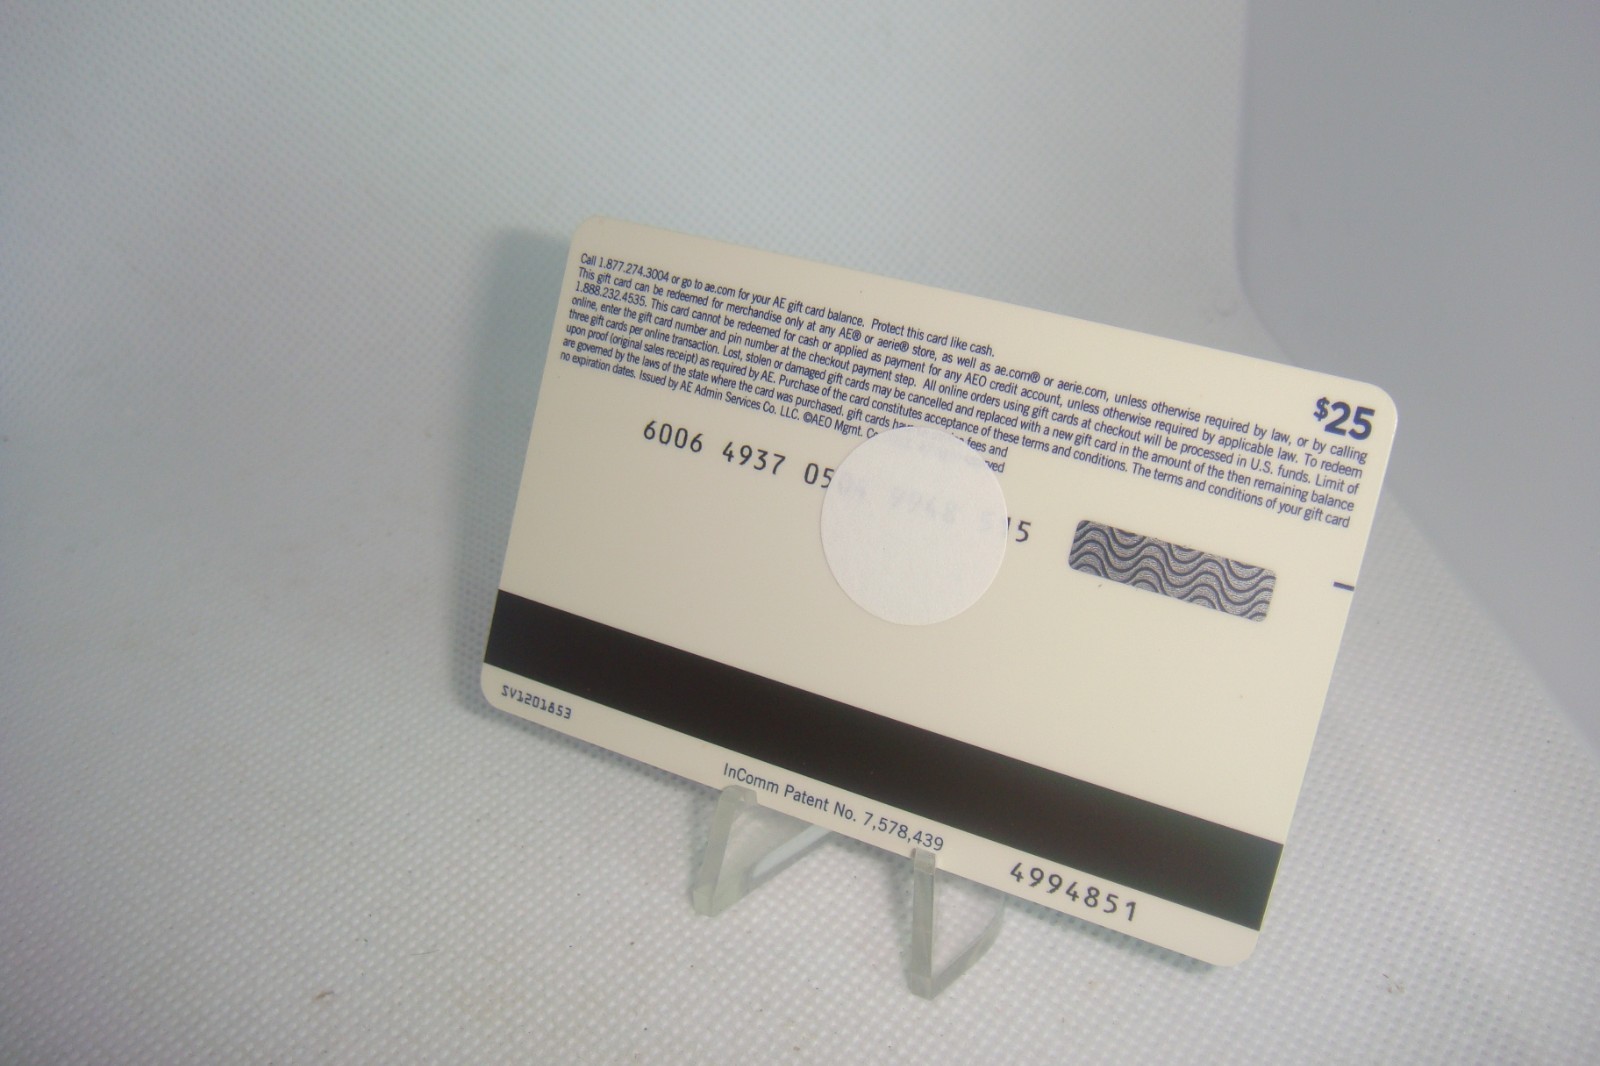 $25
Call 1.877.274.3004 or go to ae.com for your AE gift card balance. Protect this card like cash.
This gift card can be redeemed for merchandise only at any AE® or aerie® store, as well as ae.com® or aerie.com, unless otherwise required by law, or by calling
1.888.232.4535. This card cannot be redeemed for cash or applied as payment for any AEO credit account, unless otherwise required by applicable law. To redeem
online, enter the gift card number and pin number at the checkout payment step. All online orders using gift cards at checkout will be processed in U.S. funds. Limit of
three gift cards per online transaction. Lost, stolen or damaged gift cards may be cancelled and replaced with a new gift card in the amount of the then remaining balance
upon proof (original sales receipt) as required by AE. Purchase of the card constitutes acceptance of these terms and conditions. The terms and conditions of your gift card
are governed by the laws of the state where the card was purchased. gift cards fees and
no expiration dates. Issued by AE Admin Services Co. LLC. ©AEO Mgmt.
6006 4937 05 15
SV1201853
InComm Patent No. 7,578,439
4994851